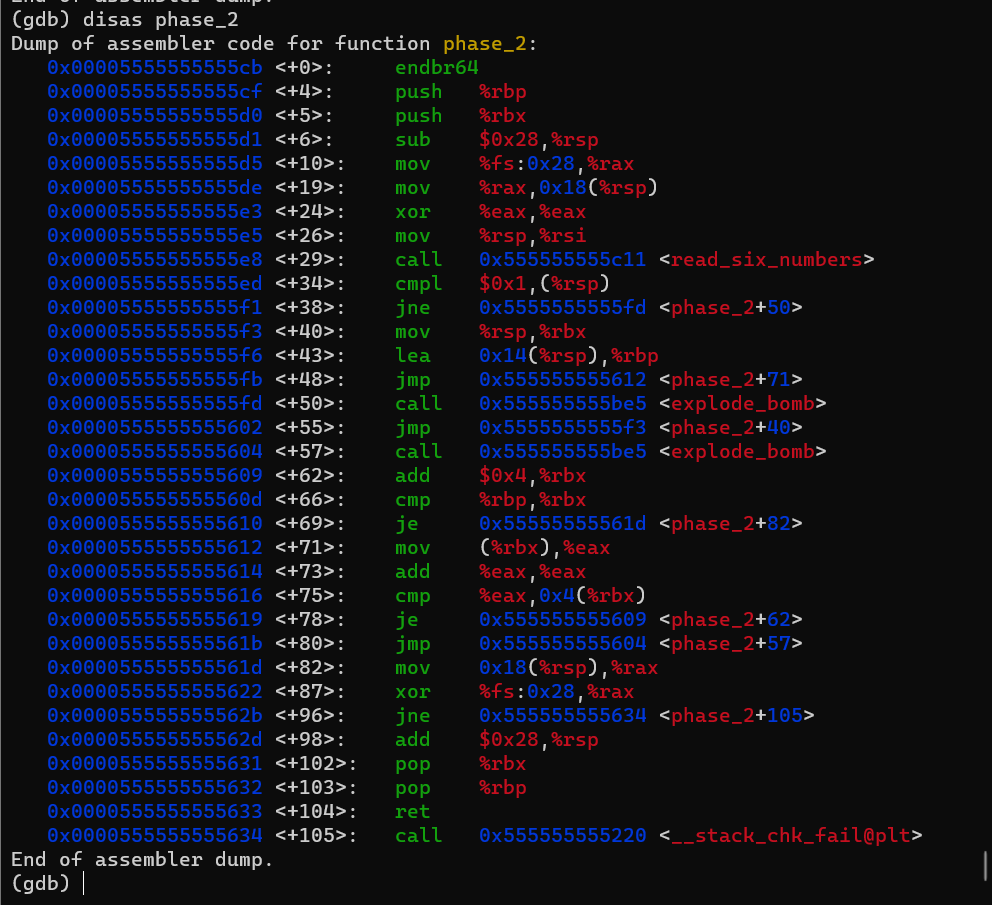 End of assembler dump.
(gdb) disas phase_2
Dump of assembler code for function phase_2:
   0x00005555555555cb <+0>:     endbr64
   0x00005555555555cf <+4>:     push   %rbp
   0x00005555555555d0 <+5>:     push   %rbx
   0x00005555555555d1 <+6>:     sub    $0x28,%rsp
   0x00005555555555d5 <+10>:    mov    %fs:0x28,%rax
   0x00005555555555de <+19>:    mov    %rax,0x18(%rsp)
   0x00005555555555e3 <+24>:    xor    %eax,%eax
   0x00005555555555e5 <+26>:    mov    %rsp,%rsi
   0x00005555555555e8 <+29>:    call   0x555555555c11 <read_six_numbers>
   0x00005555555555ed <+34>:    cmpl   $0x1,(%rsp)
   0x00005555555555f1 <+38>:    jne    0x5555555555fd <phase_2+50>
   0x00005555555555f3 <+40>:    mov    %rsp,%rbx
   0x00005555555555f6 <+43>:    lea    0x14(%rsp),%rbp
   0x00005555555555fb <+48>:    jmp    0x555555555612 <phase_2+71>
   0x00005555555555fd <+50>:    call   0x555555555be5 <explode_bomb>
   0x0000555555555602 <+55>:    jmp    0x5555555555f3 <phase_2+40>
   0x0000555555555604 <+57>:    call   0x555555555be5 <explode_bomb>
   0x0000555555555609 <+62>:    add    $0x4,%rbx
   0x000055555555560d <+66>:    cmp    %rbp,%rbx
   0x0000555555555610 <+69>:    je     0x55555555561d <phase_2+82>
   0x0000555555555612 <+71>:    mov    (%rbx),%eax
   0x0000555555555614 <+73>:    add    %eax,%eax
   0x0000555555555616 <+75>:    cmp    %eax,0x4(%rbx)
   0x0000555555555619 <+78>:    je     0x555555555609 <phase_2+62>
   0x000055555555561b <+80>:    jmp    0x555555555604 <phase_2+57>
   0x000055555555561d <+82>:    mov    0x18(%rsp),%rax
   0x0000555555555622 <+87>:    xor    %fs:0x28,%rax
   0x000055555555562b <+96>:    jne    0x555555555634 <phase_2+105>
   0x000055555555562d <+98>:    add    $0x28,%rsp
   0x0000555555555631 <+102>:   pop    %rbx
   0x0000555555555632 <+103>:   pop    %rbp
   0x0000555555555633 <+104>:   ret
   0x0000555555555634 <+105>:   call   0x555555555220 <__stack_chk_fail@plt>
End of assembler dump.
(gdb)